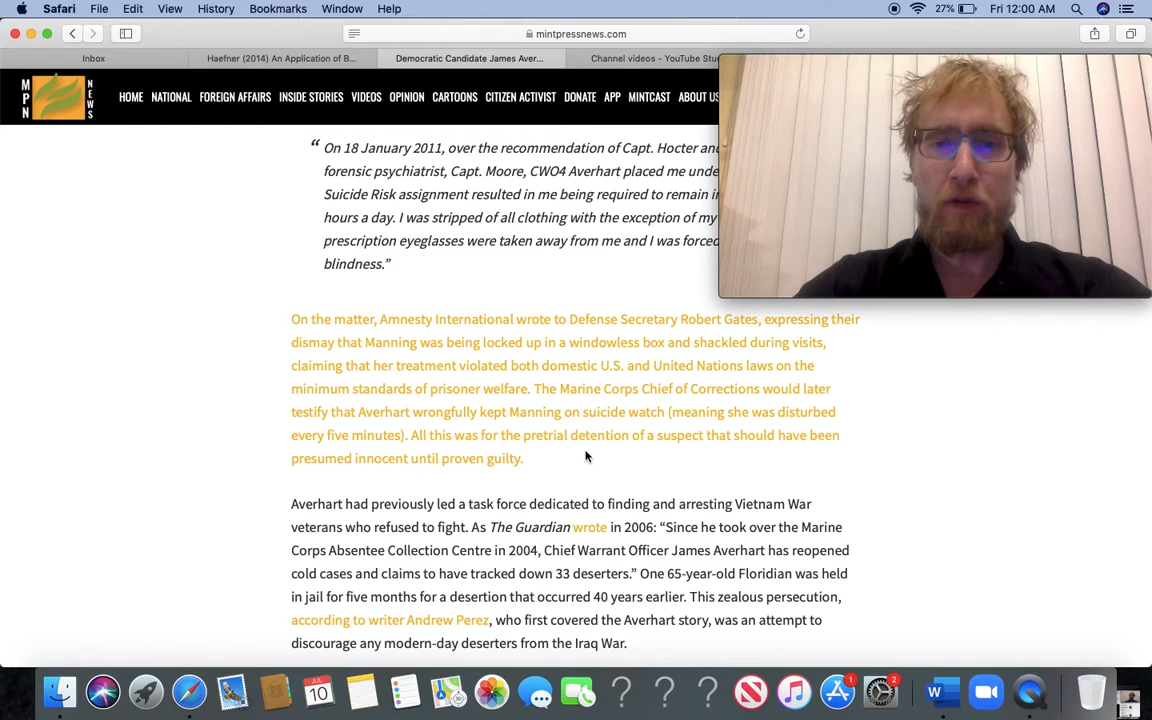 Safari File Edit View History Bookmarks Window Help 27% Fri 12:00 AM
mintpressnews.com
Inbox Haefner (2014) An Application of B... Democratic Candidate James Aver... Channel videos - YouTube Stu
MPN NEWS HOME NATIONAL FOREIGN AFFAIRS INSIDE STORIES VIDEOS OPINION CARTOONS CITIZEN ACTIVIST DONATE APP MINTCAST ABOUT US
“ On 18 January 2011, over the recommendation of Capt. Hocter and
forensic psychiatrist, Capt. Moore, CWO4 Averhart placed me unde
Suicide Risk assignment resulted in me being required to remain in
hours a day. I was stripped of all clothing with the exception of my
prescription eyeglasses were taken away from me and I was forced
blindness.”
On the matter, Amnesty International wrote to Defense Secretary Robert Gates, expressing their
dismay that Manning was being locked up in a windowless box and shackled during visits,
claiming that her treatment violated both domestic U.S. and United Nations laws on the
minimum standards of prisoner welfare. The Marine Corps Chief of Corrections would later
testify that Averhart wrongfully kept Manning on suicide watch (meaning she was disturbed
every five minutes). All this was for the pretrial detention of a suspect that should have been
presumed innocent until proven guilty.
Averhart had previously led a task force dedicated to finding and arresting Vietnam War
veterans who refused to fight. As The Guardian wrote in 2006: “Since he took over the Marine
Corps Absentee Collection Centre in 2004, Chief Warrant Officer James Averhart has reopened
cold cases and claims to have tracked down 33 deserters.” One 65-year-old Floridian was held
in jail for five months for a desertion that occurred 40 years earlier. This zealous persecution,
according to writer Andrew Perez, who first covered the Averhart story, was an attempt to
discourage any modern-day deserters from the Iraq War.
JUL
10
1
2